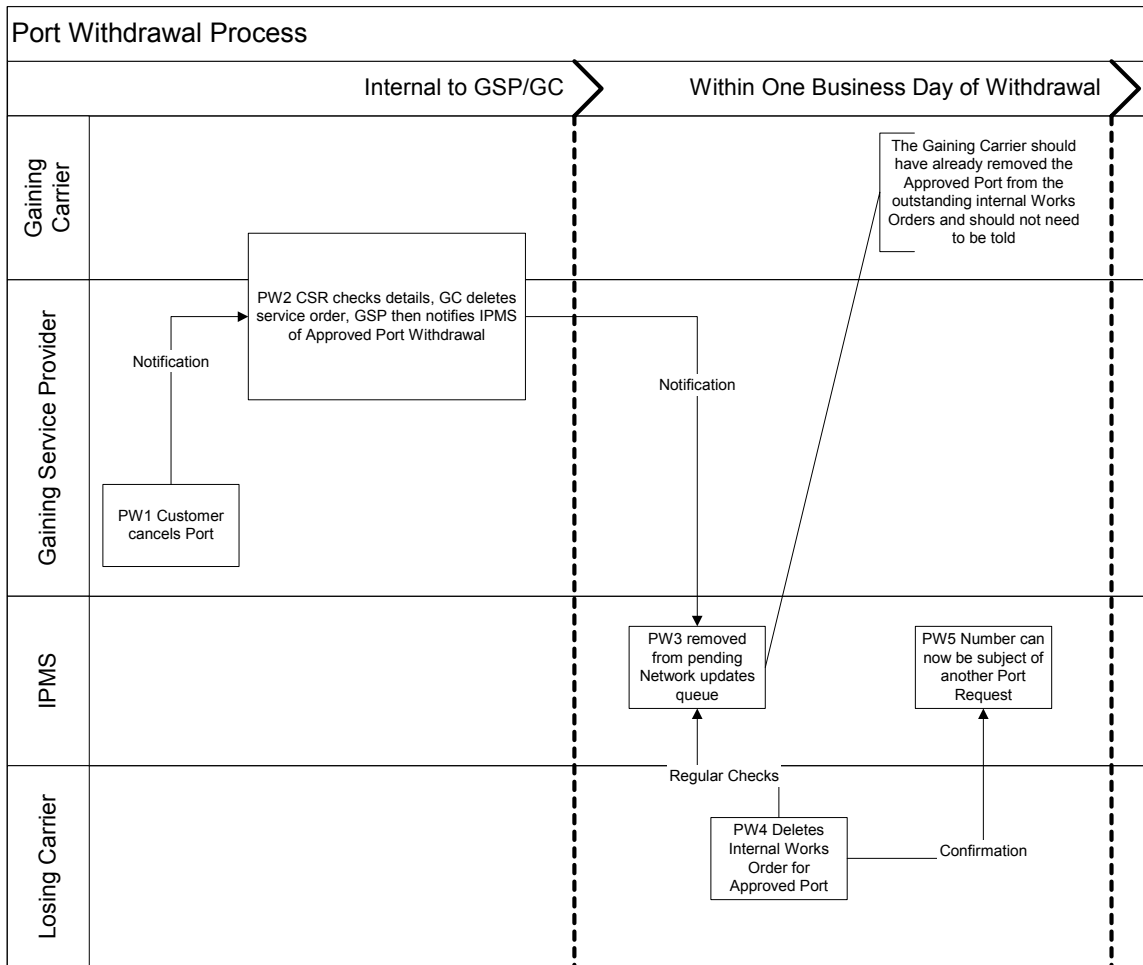 Port Withdrawal Process
Internal to GSP/GC
Within One Business Day of Withdrawal
Gaining
Carrier
The Gaining Carrier should
have already removed the
Approved Port from the
outstanding internal Works
Orders and should not need
to be told
Gaining Service Provider
PW2 CSR checks details, GC deletes
service order, GSP then notifies IPMS
of Approved Port Withdrawal
Notification
Notification
PW1 Customer
cancels Port
IPMS
PW3 removed
from pending
Network updates
queue
PW5 Number can
now be subject of
another Port
Request
Losing Carrier
Regular Checks
PW4 Deletes
Internal Works
Order for
Approved Port
Confirmation